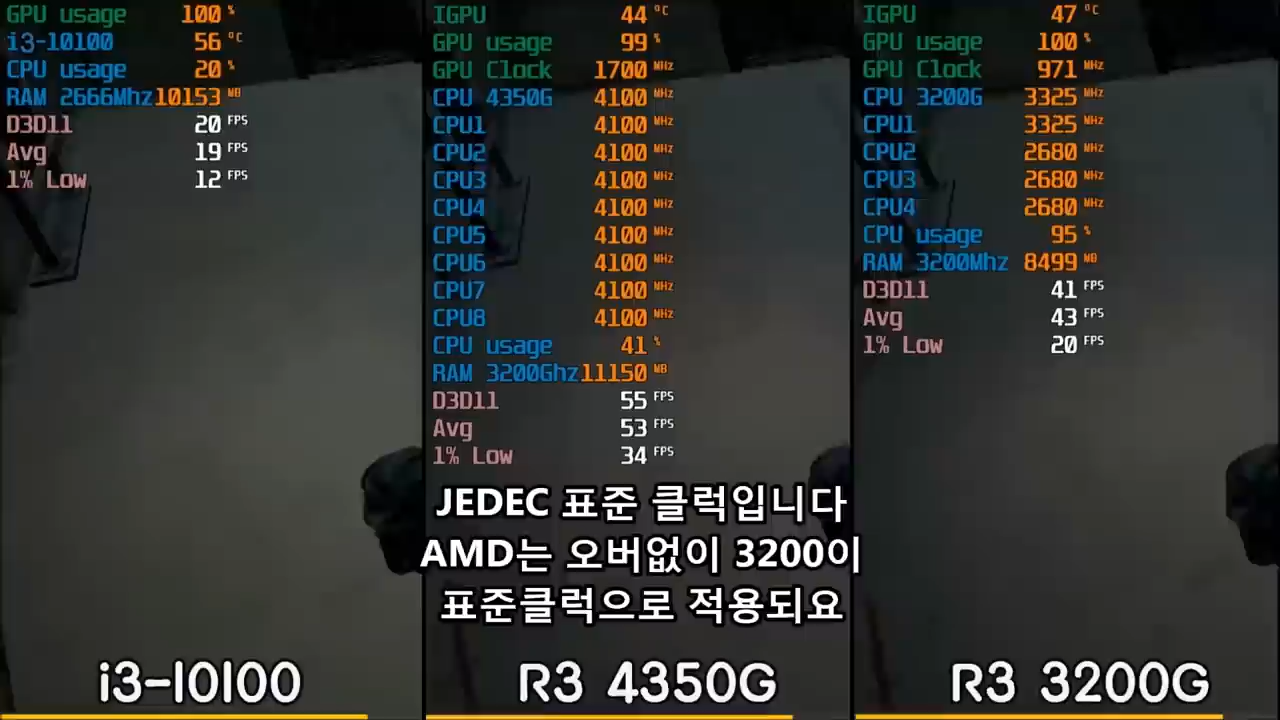 GPU usage 100 %
i3-10100 56 °C
CPU usage 20 %
RAM 2666Mhz 10153 MB
D3D11 20 FPS
Avg 19 FPS
1% Low 12 FPS
IGPU 44 °C
GPU usage 99 %
GPU Clock 1700 MHz
CPU 4350G 4100 MHz
CPU1 4100 MHz
CPU2 4100 MHz
CPU3 4100 MHz
CPU4 4100 MHz
CPU5 4100 MHz
CPU6 4100 MHz
CPU7 4100 MHz
CPU8 4100 MHz
CPU usage 41 %
RAM 3200Ghz 11150 MB
D3D11 55 FPS
Avg 53 FPS
1% Low 34 FPS
IGPU 47 °C
GPU usage 100 %
GPU Clock 971 MHz
CPU 3200G 3325 MHz
CPU1 3325 MHz
CPU2 2680 MHz
CPU3 2680 MHz
CPU4 2680 MHz
CPU usage 95 %
RAM 3200Mhz 8499 MB
D3D11 41 FPS
Avg 43 FPS
1% Low 20 FPS
JEDEC 표준 클럭입니다
AMD는 오버없이 3200이
표준클럭으로 적용되요
i3-10100
R3 4350G
R3 3200G